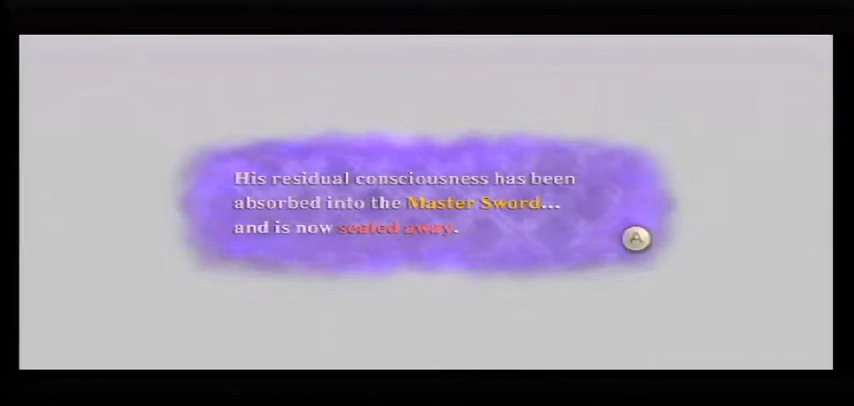 His residual consciousness has been
absorbed into the Master Sword...
and is now sealed away.
A